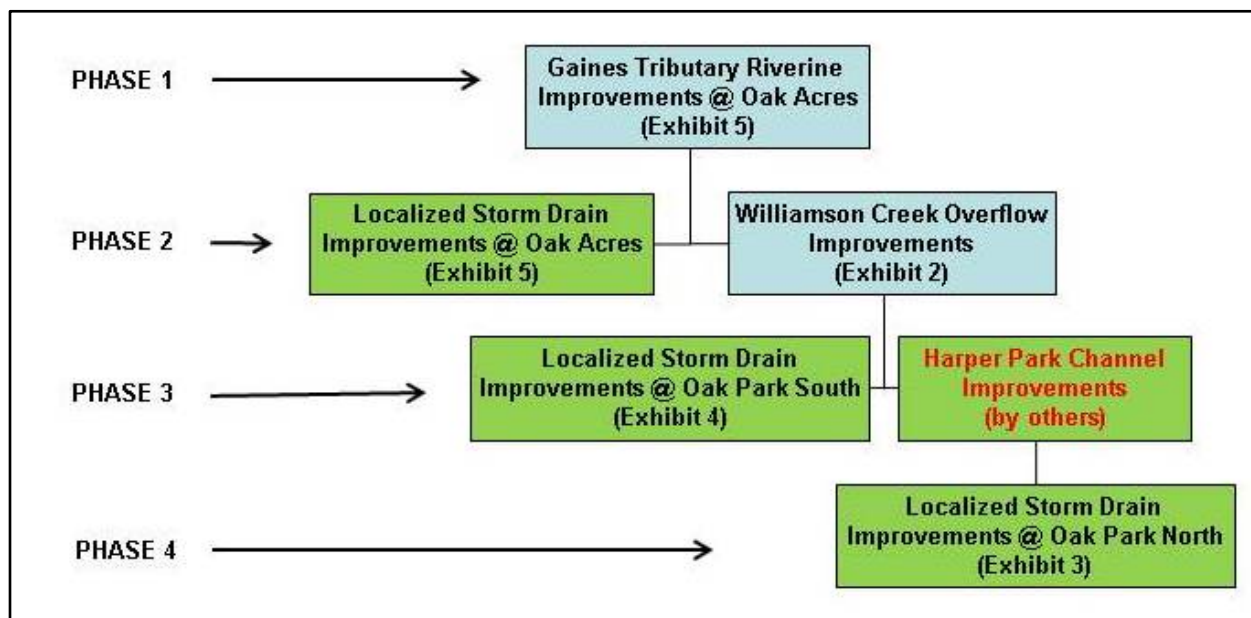 PHASE 1
Gaines Tributary Riverine
Improvements @ Oak Acres
(Exhibit 5)
PHASE 2
Localized Storm Drain
Improvements @ Oak Acres
(Exhibit 5)
Williamson Creek Overflow
Improvements
(Exhibit 2)
PHASE 3
Localized Storm Drain
Improvements @ Oak Park South
(Exhibit 4)
Harper Park Channel
Improvements
(by others)
PHASE 4
Localized Storm Drain
Improvements @ Oak Park North
(Exhibit 3)